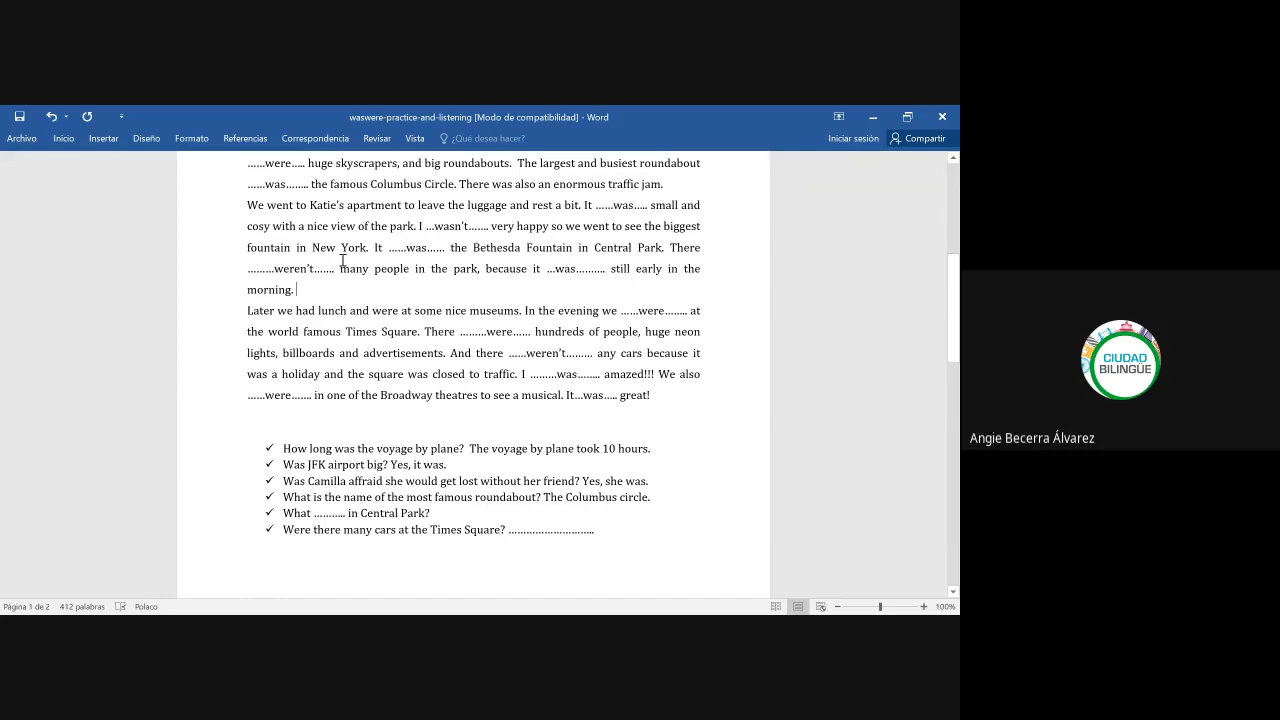 waswere-practice-and-listening [Modo de compatibilidad] - Word
Archivo Inicio Insertar Diseño Formato Referencias Correspondencia Revisar Vista ¿Qué desea hacer? Iniciar sesión Compartir
……were….. huge skyscrapers, and big roundabouts. The largest and busiest roundabout
……was…….. the famous Columbus Circle. There was also an enormous traffic jam.
We went to Katie's apartment to leave the luggage and rest a bit. It ……was….. small and
cosy with a nice view of the park. I …wasn't……. very happy so we went to see the biggest
fountain in New York. It ……was…… the Bethesda Fountain in Central Park. There
………weren't……. many people in the park, because it …was………. still early in the
morning.
Later we had lunch and were at some nice museums. In the evening we ……were…….. at
the world famous Times Square. There ………were…… hundreds of people, huge neon
lights, billboards and advertisements. And there ……weren't……… any cars because it
was a holiday and the square was closed to traffic. I ………was…….. amazed!!! We also
……were……. in one of the Broadway theatres to see a musical. It…was….. great!
✓ How long was the voyage by plane? The voyage by plane took 10 hours.
✓ Was JFK airport big? Yes, it was.
✓ Was Camilla affraid she would get lost without her friend? Yes, she was.
✓ What is the name of the most famous roundabout? The Columbus circle.
✓ What ……….. in Central Park?
✓ Were there many cars at the Times Square? ………………………..
Página 1 de 2 412 palabras Polaco 100%
CIUDAD
BILINGÜE
Angie Becerra Álvarez